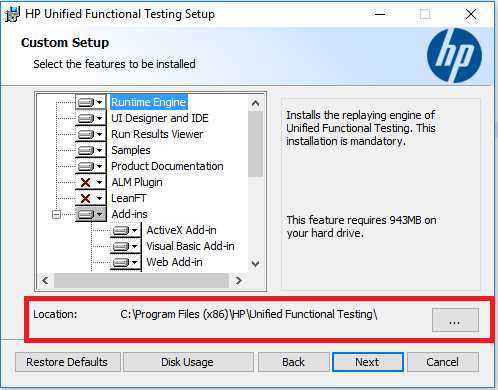 HP Unified Functional Testing Setup
Custom Setup
Select the features to be installed
hp
Runtime Engine
UI Designer and IDE
Run Results Viewer
Samples
Product Documentation
ALM Plugin
LeanFT
Add-ins
ActiveX Add-in
Visual Basic Add-in
Web Add-in
Installs the replaying engine of
Unified Functional Testing. This
installation is mandatory.
This feature requires 943MB on
your hard drive.
Location: C:\Program Files (x86)\HP\Unified Functional Testing\ ...
Restore Defaults Disk Usage Back Next Cancel